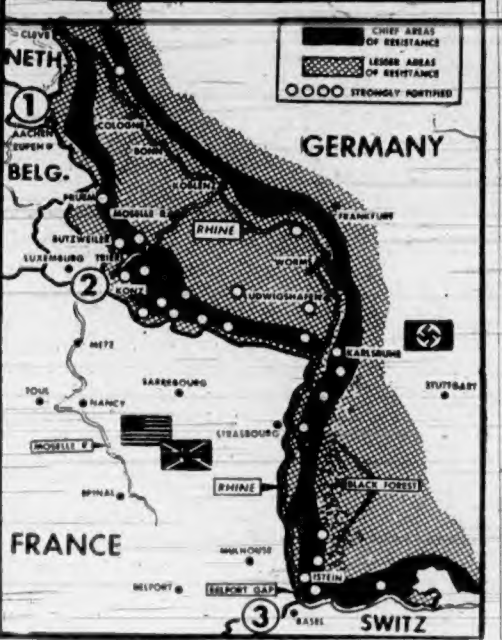 CHIEF AREAS
OF RESISTANCE
LESSER AREAS
OF RESISTANCE
STRONGLY FORTIFIED
CLEVE
NETH.
1
AACHEN
EUPEN
BELG.
COLOGNE
BONN
KOBLENZ
GERMANY
PRUEM
MOSELLE R.
RHINE
FRANKFURT
BUTZWEILER
TRIER
LUXEMBURG
WORMS
2
KONZ
LUDWIGSHAFEN
METZ
KARLSRUHE
SARREBOURG
STUTTGART
TOUL
NANCY
STRASBOURG
MOSELLE R
RHINE
BLACK FOREST
EPINAL
FRANCE
MULHOUSE
ISTEIN
BELFORT
BELFORT GAP
3
BASEL
SWITZ